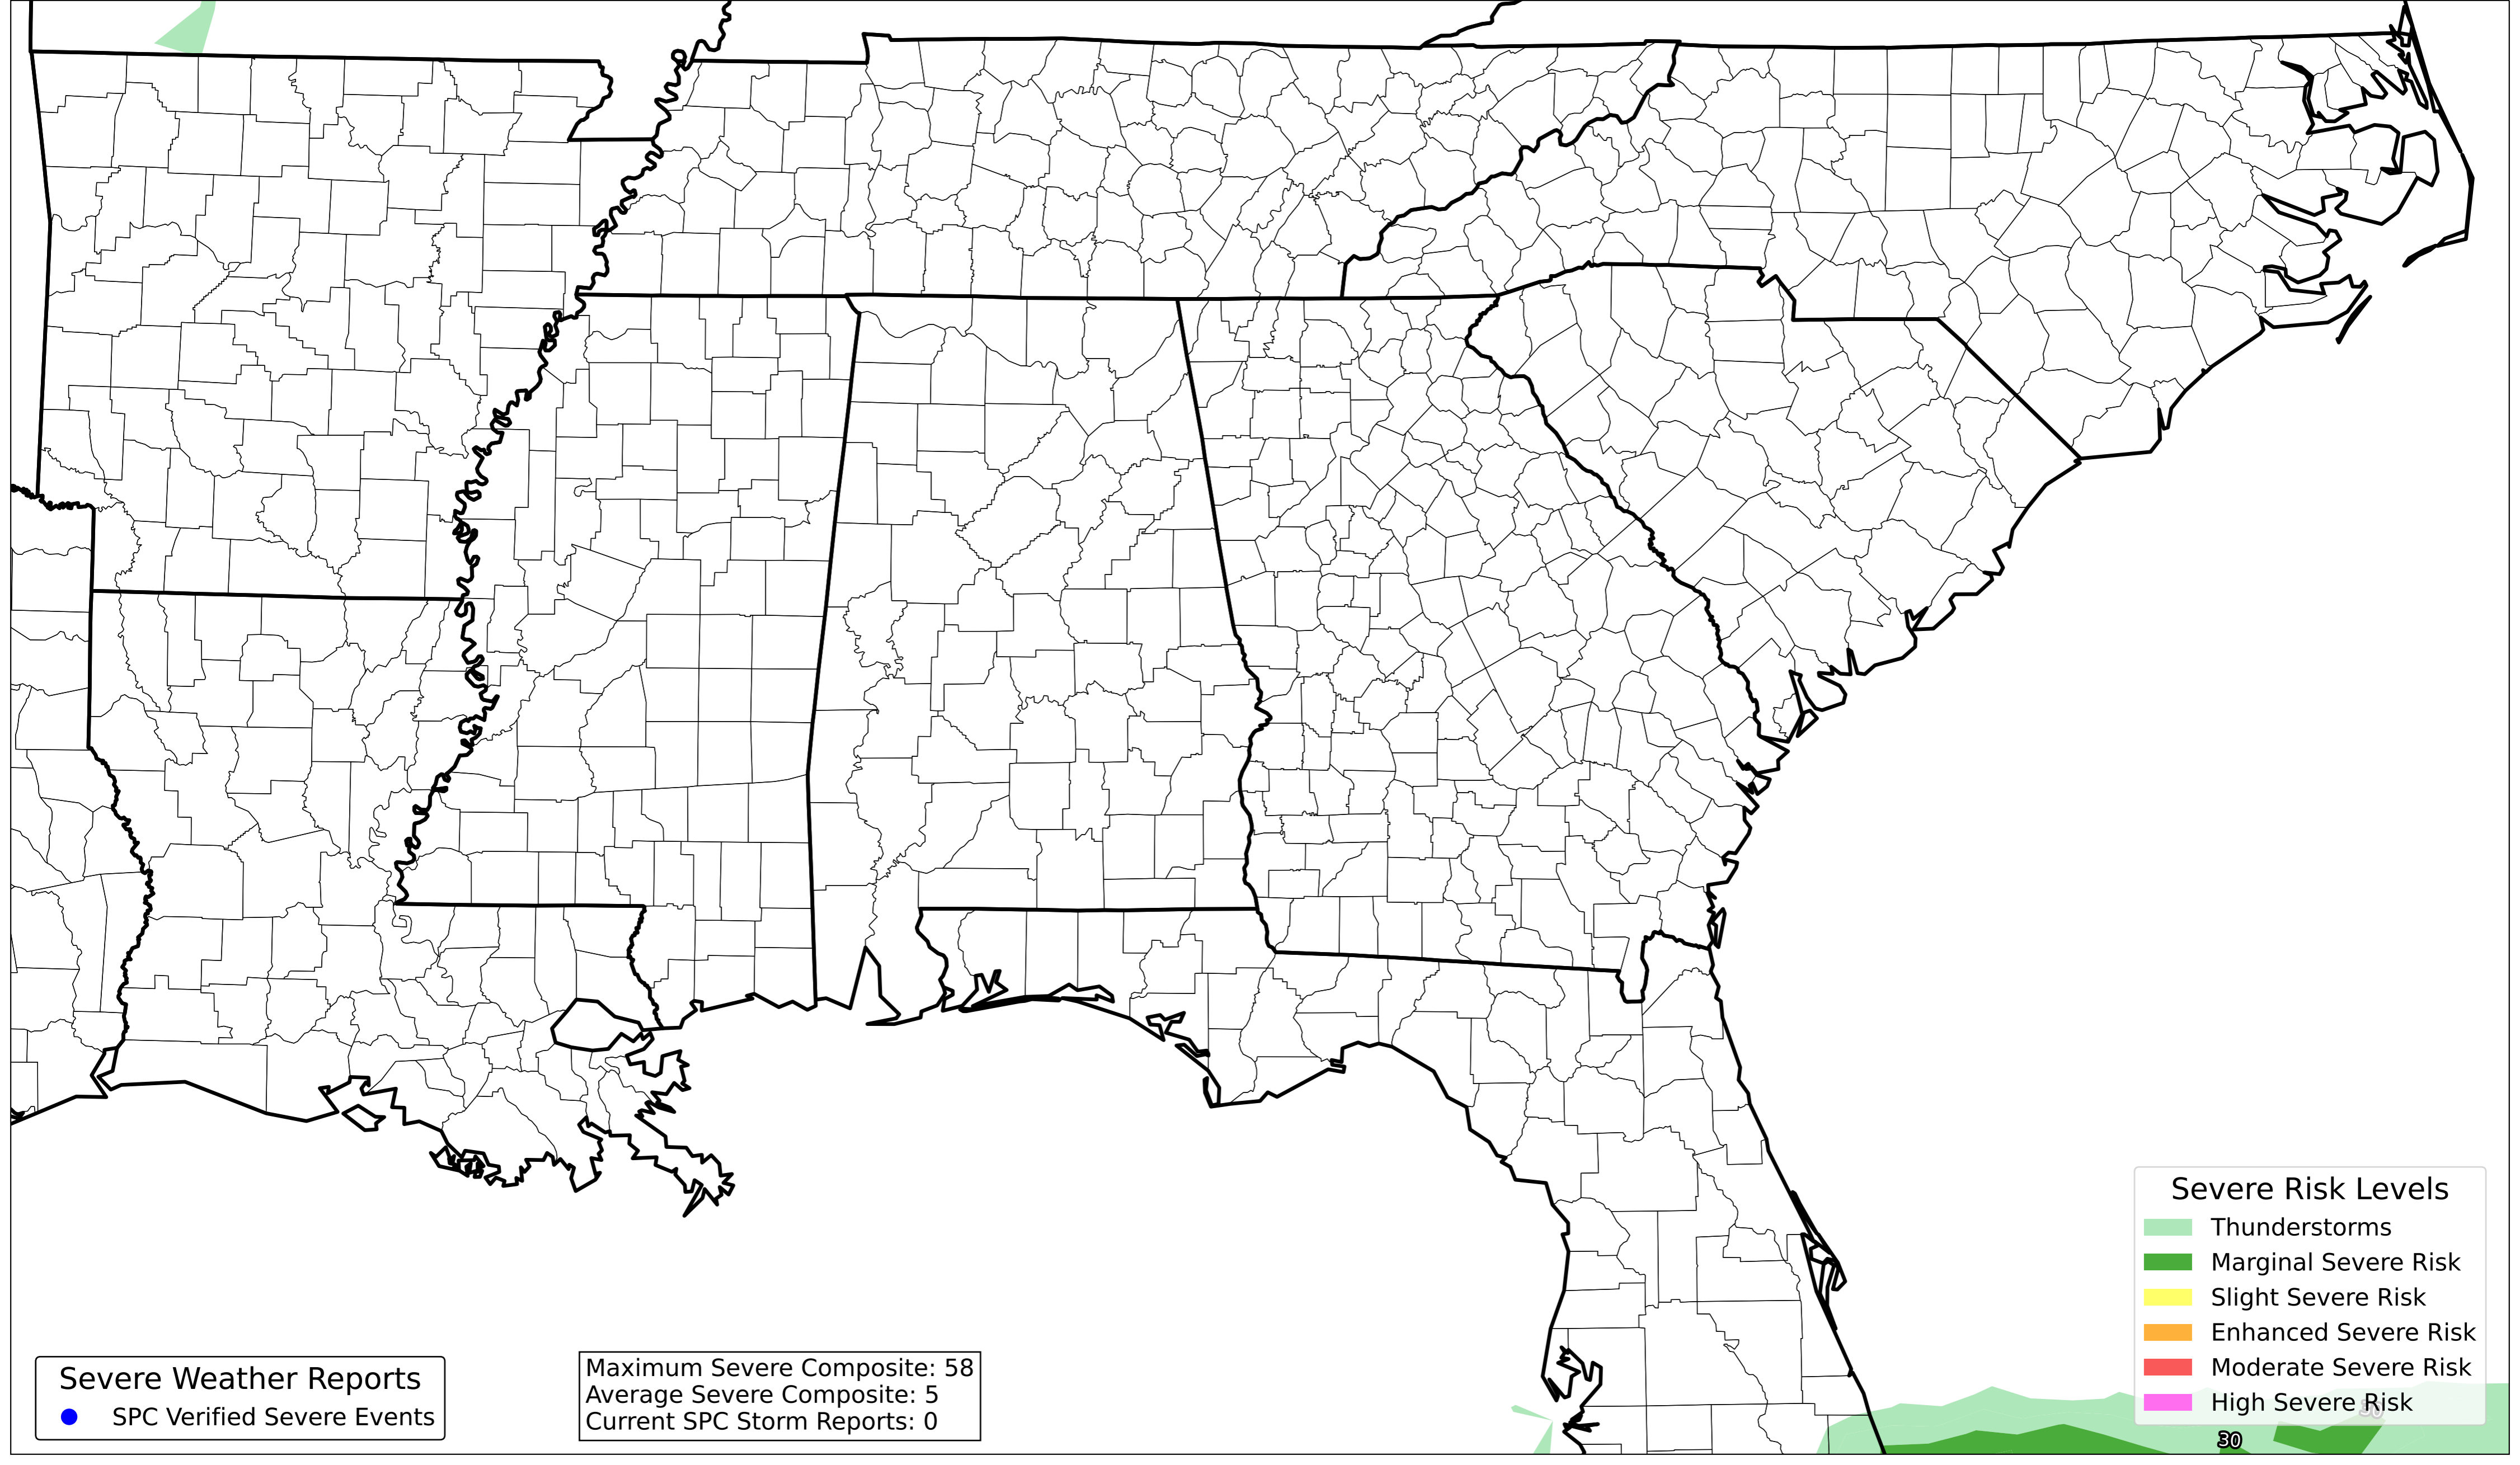 Severe Risk Levels
Thunderstorms
Marginal Severe Risk
Slight Severe Risk
Enhanced Severe Risk
Moderate Severe Risk
High Severe Risk
30
Severe Weather Reports
SPC Verified Severe Events
Maximum Severe Composite: 58
Average Severe Composite: 5
Current SPC Storm Reports: 0